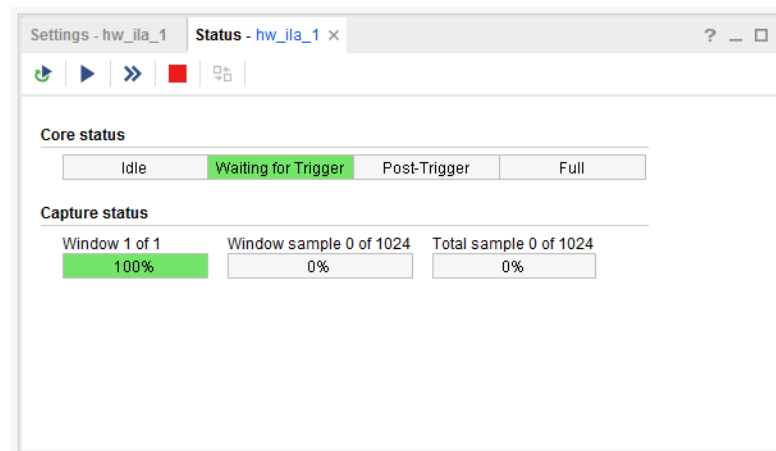 Settings - hw_ila_1 Status - hw_ila_1 ×
?
Core status
Idle Waiting for Trigger Post-Trigger Full
Capture status
Window 1 of 1 Window sample 0 of 1024 Total sample 0 of 1024
100% 0% 0%